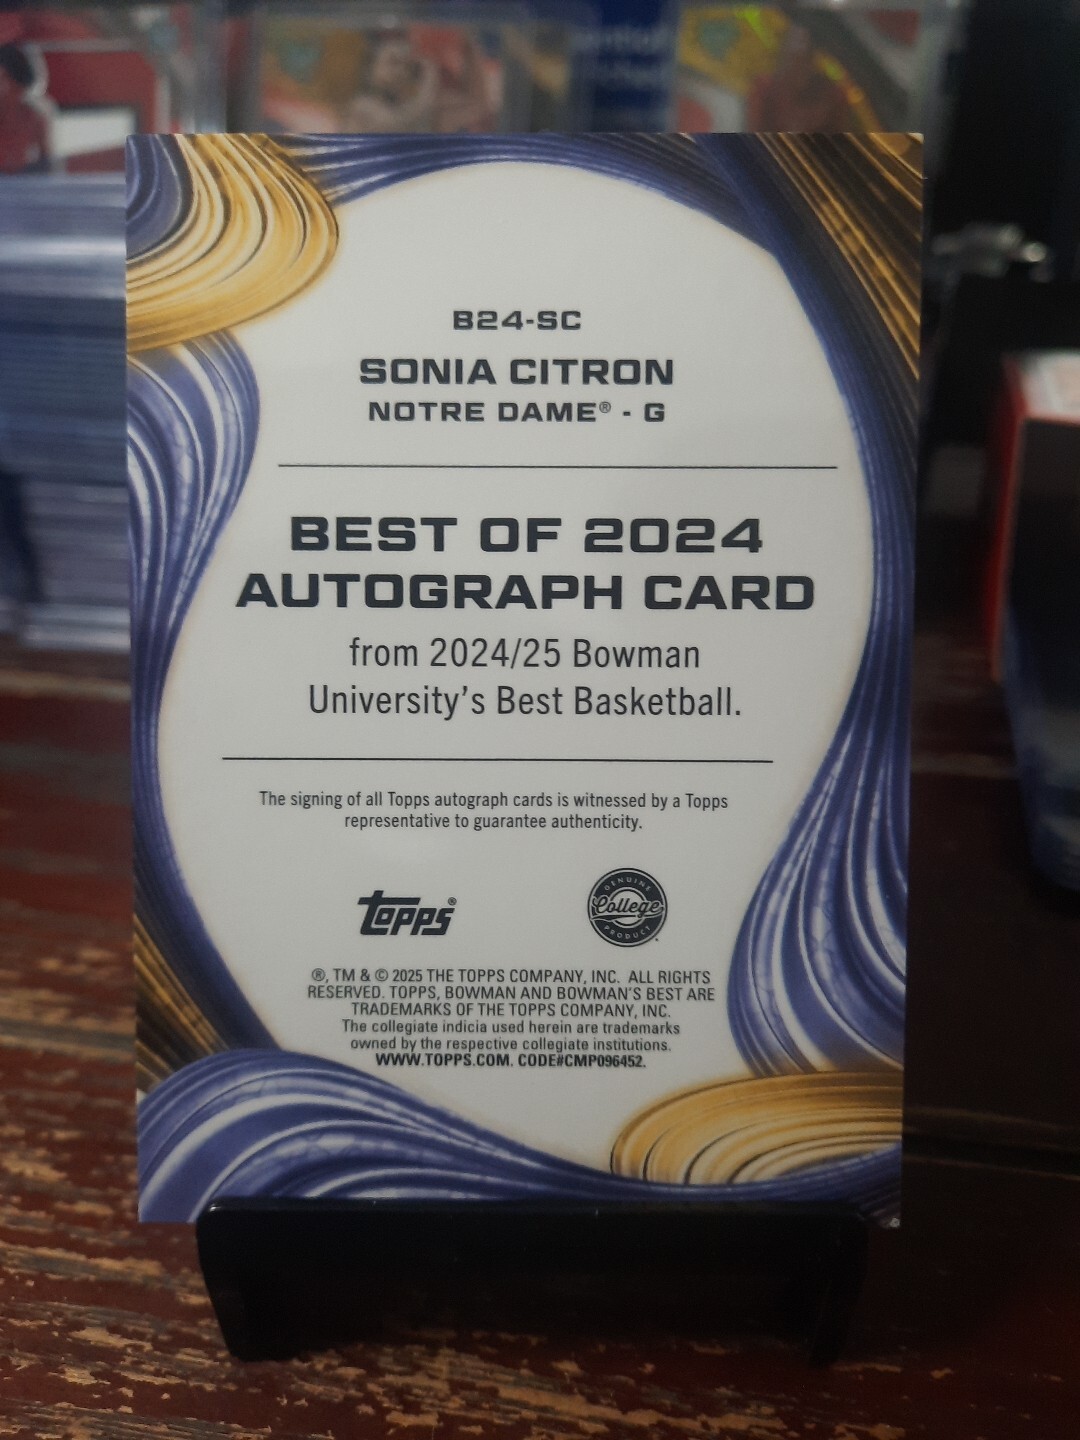 B24-SC
SONIA CITRON
NOTRE DAME® - G
BEST OF 2024
AUTOGRAPH CARD
from 2024/25 Bowman
University's Best Basketball.
The signing of all Topps autograph cards is witnessed by a Topps
representative to guarantee authenticity.
topps®
GENUINE
College
PRODUCT
®, TM & © 2025 THE TOPPS COMPANY, INC. ALL RIGHTS
RESERVED. TOPPS, BOWMAN AND BOWMAN'S BEST ARE
TRADEMARKS OF THE TOPPS COMPANY, INC.
The collegiate indicia used herein are trademarks
owned by the respective collegiate institutions.
WWW.TOPPS.COM. CODE#CMP096452.